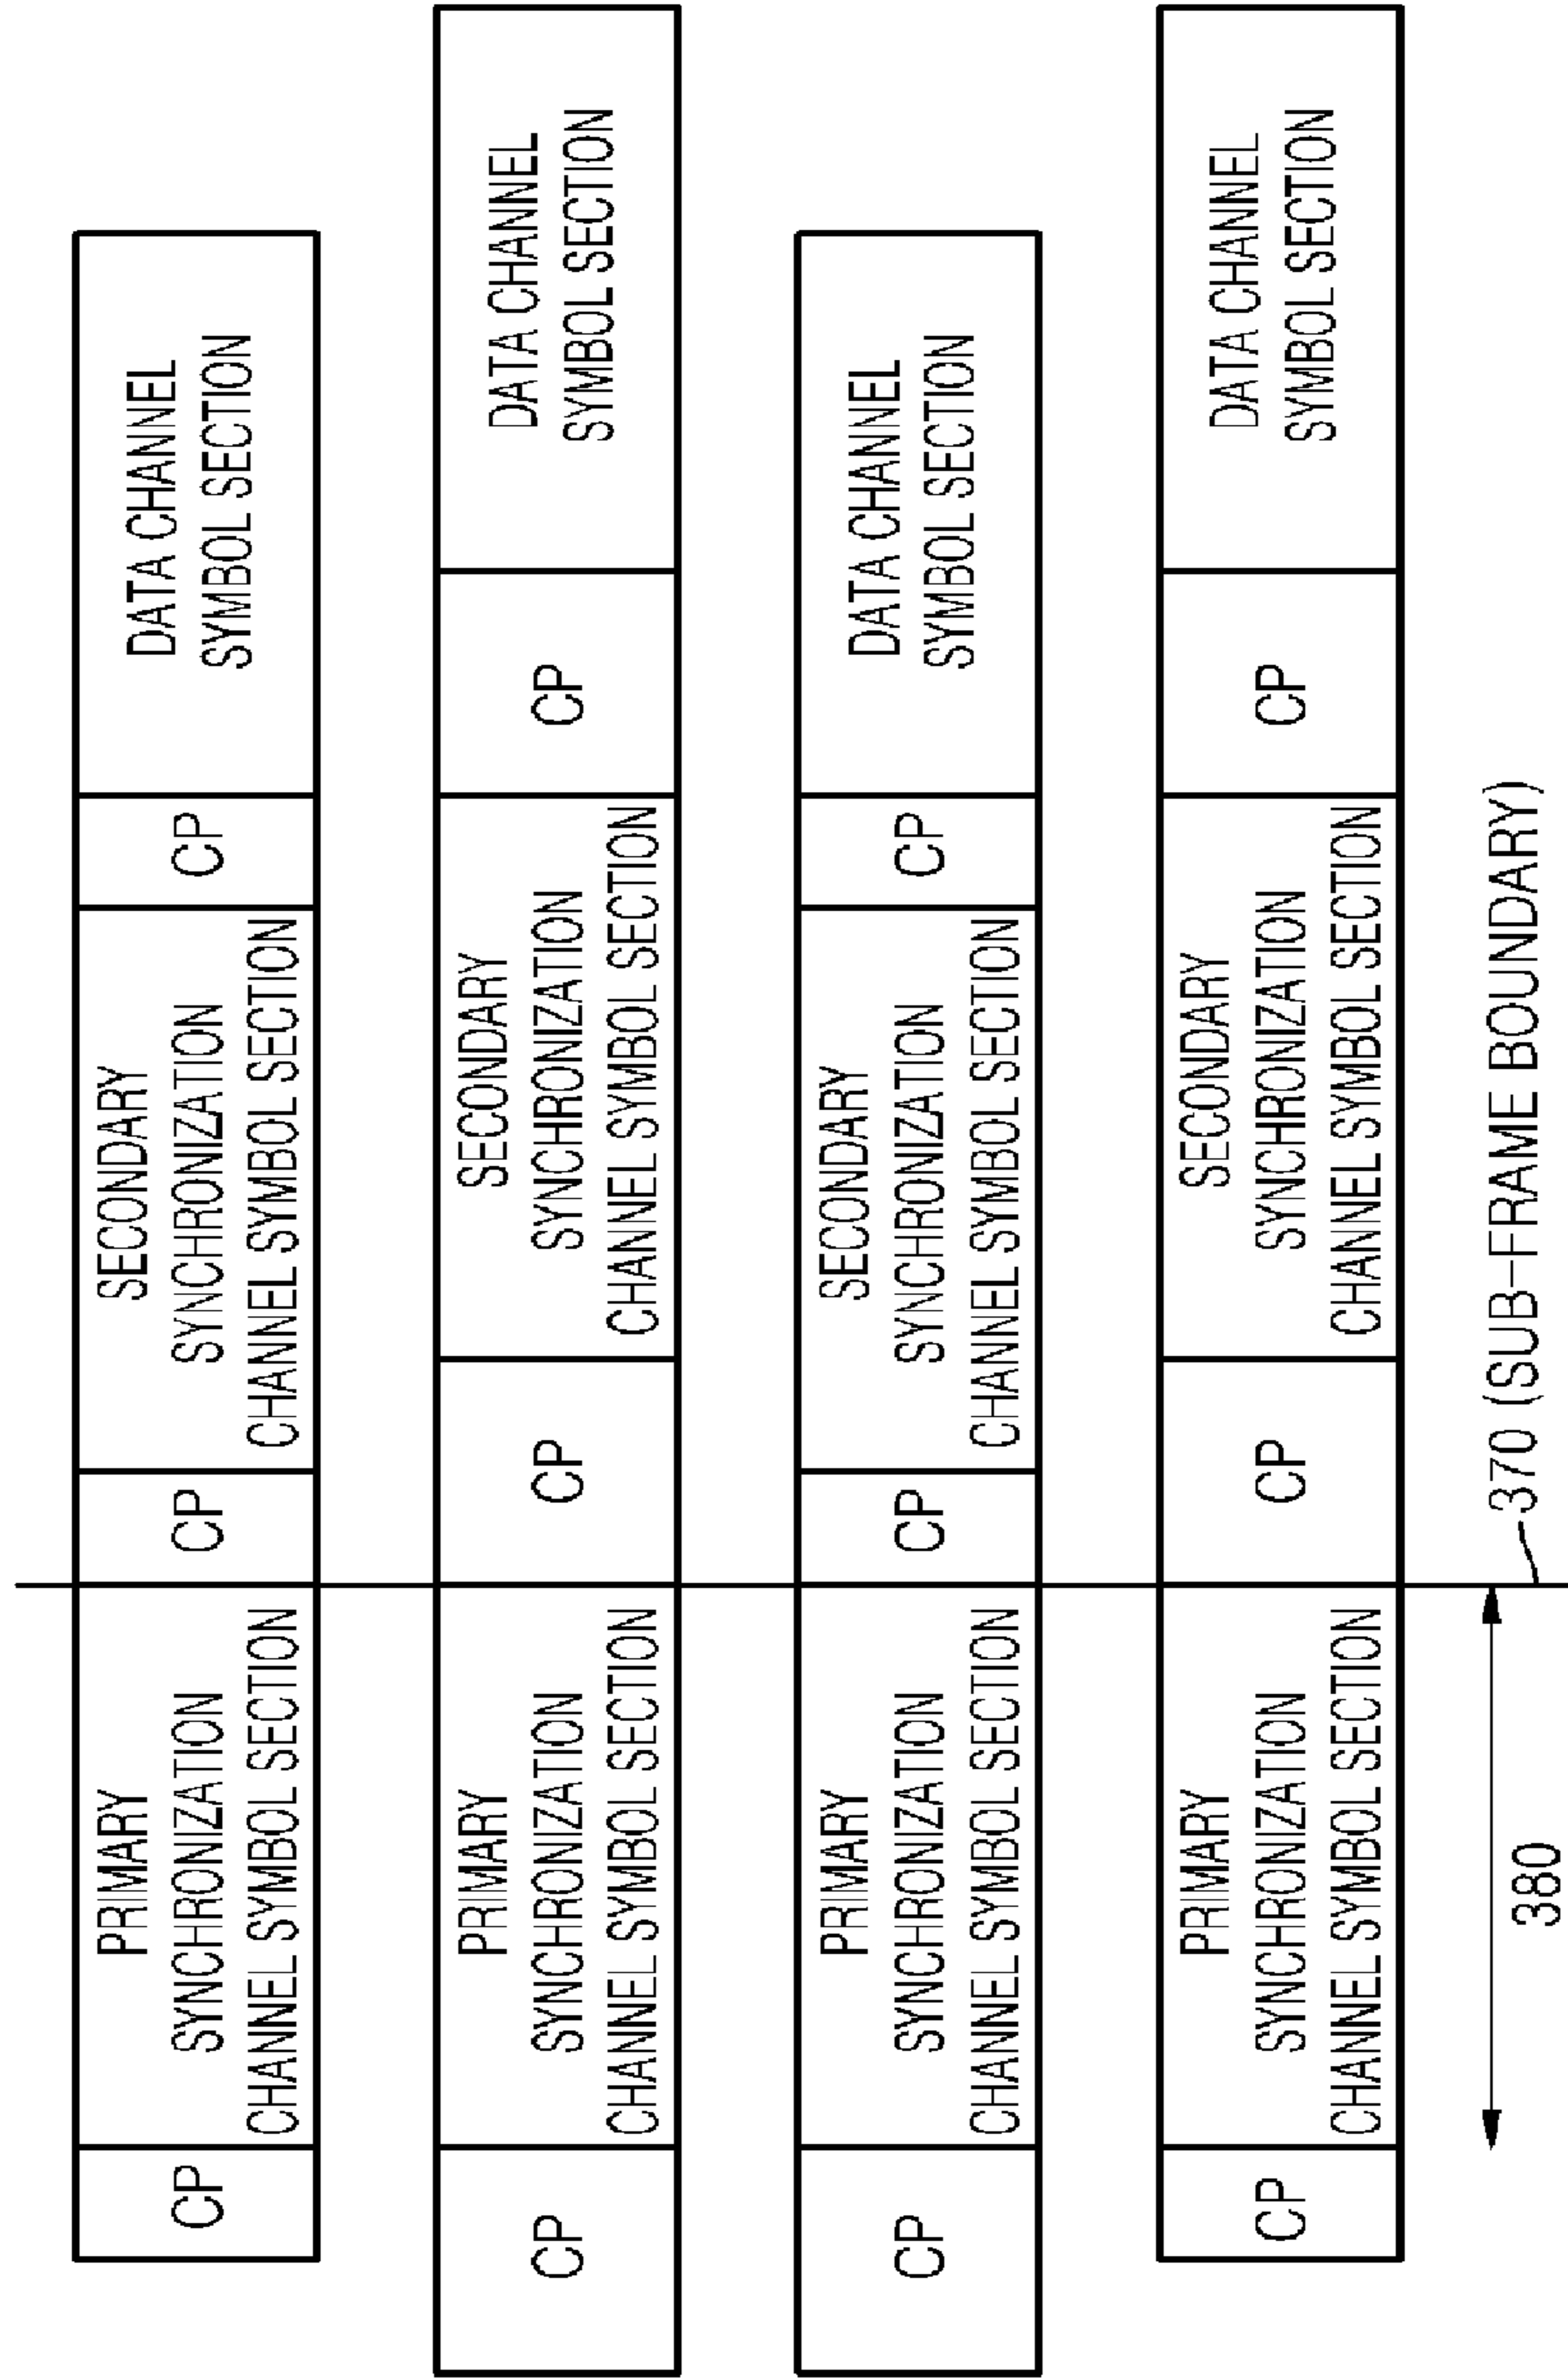 CP
PRIMARY
SYNCHRONIZATION
CHANNEL SYMBOL SECTION
CP
SECONDARY
SYNCHRONIZATION
CHANNEL SYMBOL SECTION
CP
DATA CHANNEL
SYMBOL SECTION
CP
PRIMARY
SYNCHRONIZATION
CHANNEL SYMBOL SECTION
CP
SECONDARY
SYNCHRONIZATION
CHANNEL SYMBOL SECTION
CP
DATA CHANNEL
SYMBOL SECTION
CP
PRIMARY
SYNCHRONIZATION
CHANNEL SYMBOL SECTION
CP
SECONDARY
SYNCHRONIZATION
CHANNEL SYMBOL SECTION
CP
DATA CHANNEL
SYMBOL SECTION
CP
PRIMARY
SYNCHRONIZATION
CHANNEL SYMBOL SECTION
CP
SECONDARY
SYNCHRONIZATION
CHANNEL SYMBOL SECTION
CP
DATA CHANNEL
SYMBOL SECTION
370 (SUB-FRAME BOUNDARY)
380